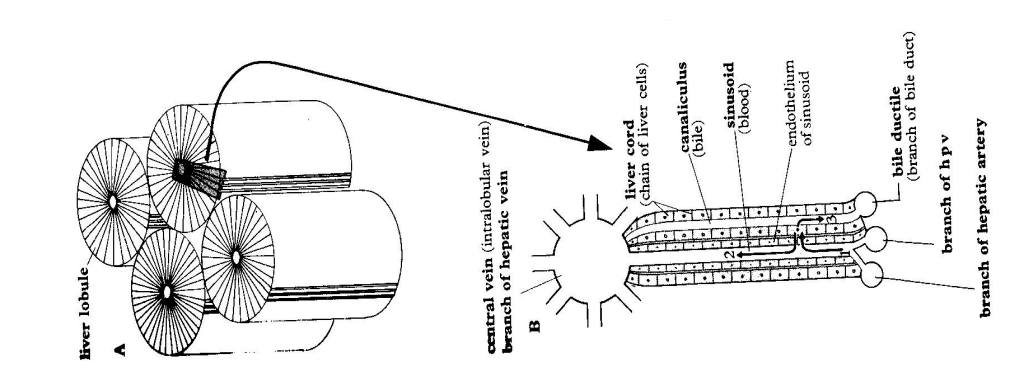 liver lobule
A
central vein (intralobular vein)
branch of hepatic vein
B
liver cord
(chain of liver cells)
canaliculus
(bile)
sinusoid
(blood)
endothelium
of sinusoid
2
3
1
bile ductile
(branch of bile duct)
branch of h p v
branch of hepatic artery